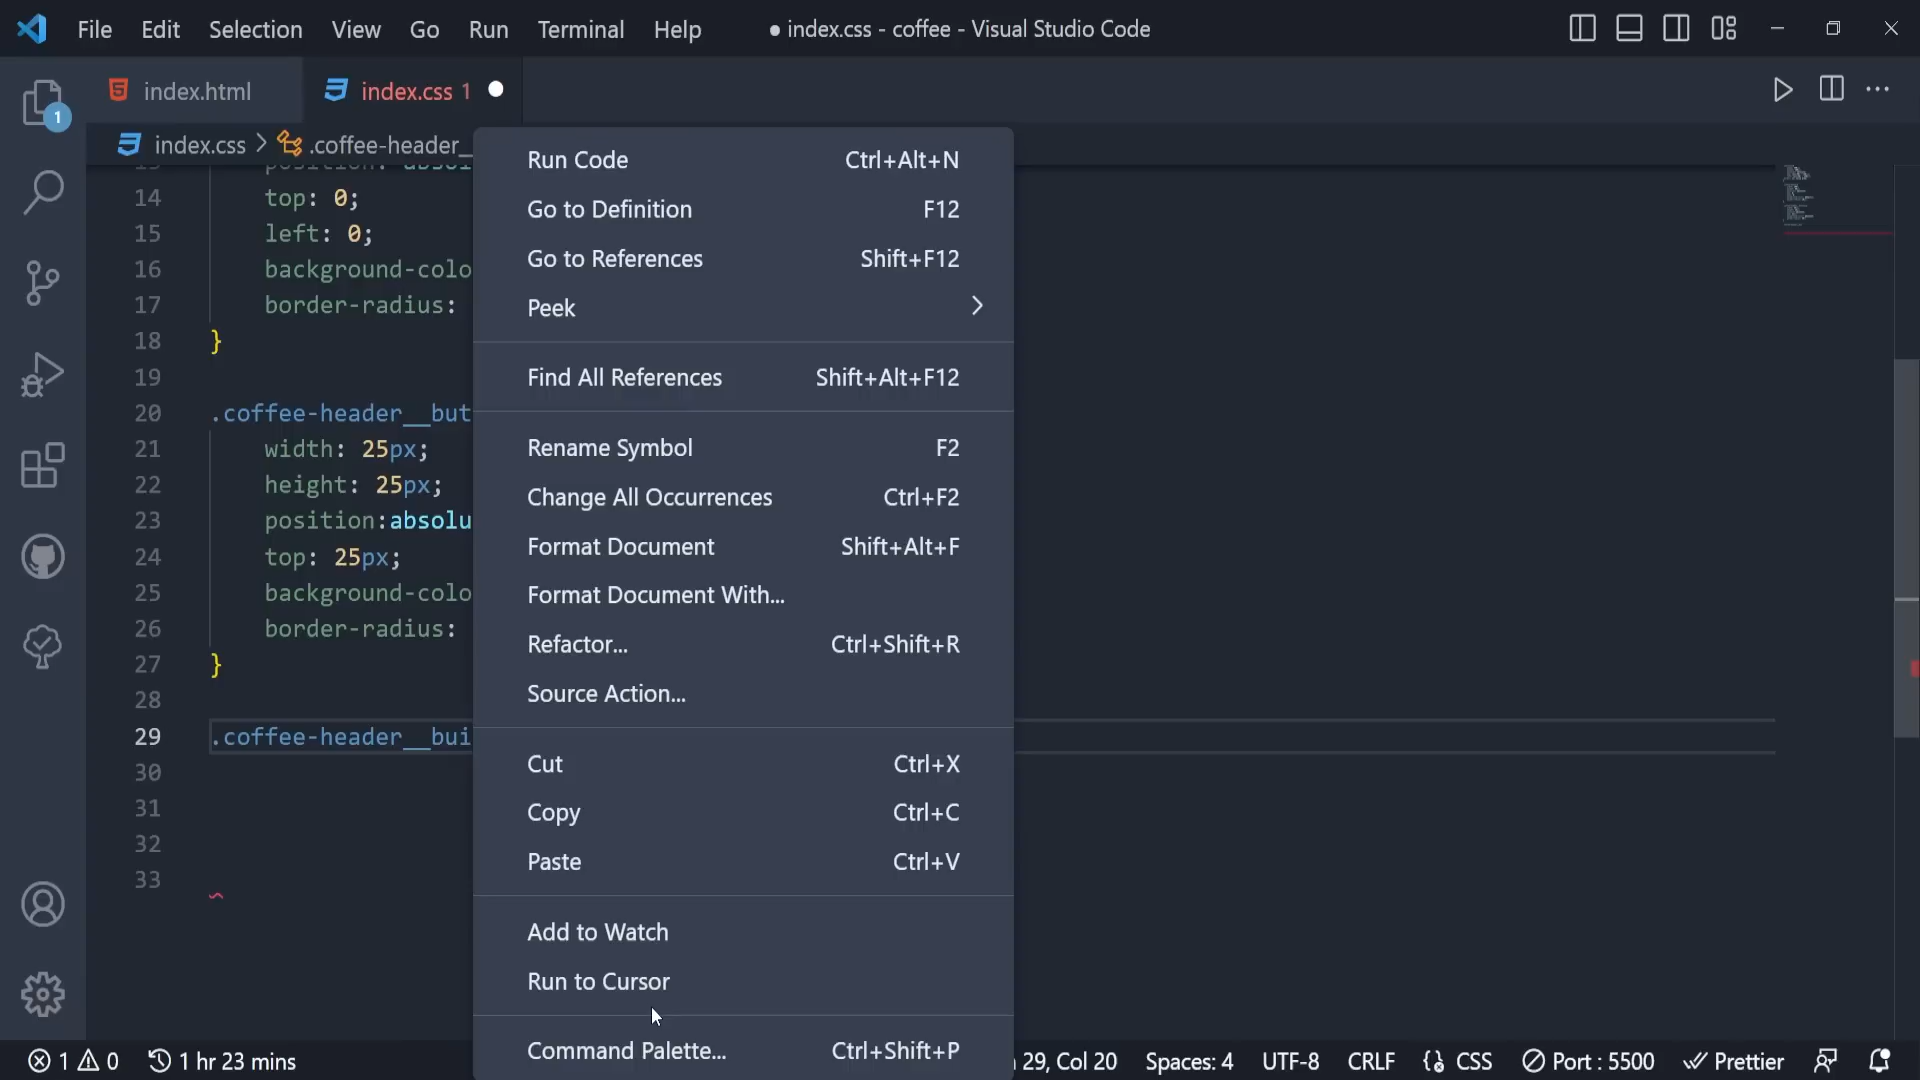 File Edit Selection View Go Run Terminal Help ● index.css - coffee - Visual Studio Code
index.html index.css 1
1
index.css > .coffee-header_
14 top: 0;
15 left: 0;
16 background-colo
17 border-radius:
18 }
19
20 .coffee-header__but
21 width: 25px;
22 height: 25px;
23 position:absolu
24 top: 25px;
25 background-colo
26 border-radius:
27 }
28
29 .coffee-header__bui
30
31
32
33
Run Code Ctrl+Alt+N
Go to Definition F12
Go to References Shift+F12
Peek
Find All References Shift+Alt+F12
Rename Symbol F2
Change All Occurrences Ctrl+F2
Format Document Shift+Alt+F
Format Document With...
Refactor... Ctrl+Shift+R
Source Action...
Cut Ctrl+X
Copy Ctrl+C
Paste Ctrl+V
Add to Watch
Run to Cursor
Command Palette... Ctrl+Shift+P
1 0 1 hr 23 mins 29, Col 20 Spaces: 4 UTF-8 CRLF {} CSS Port : 5500 Prettier